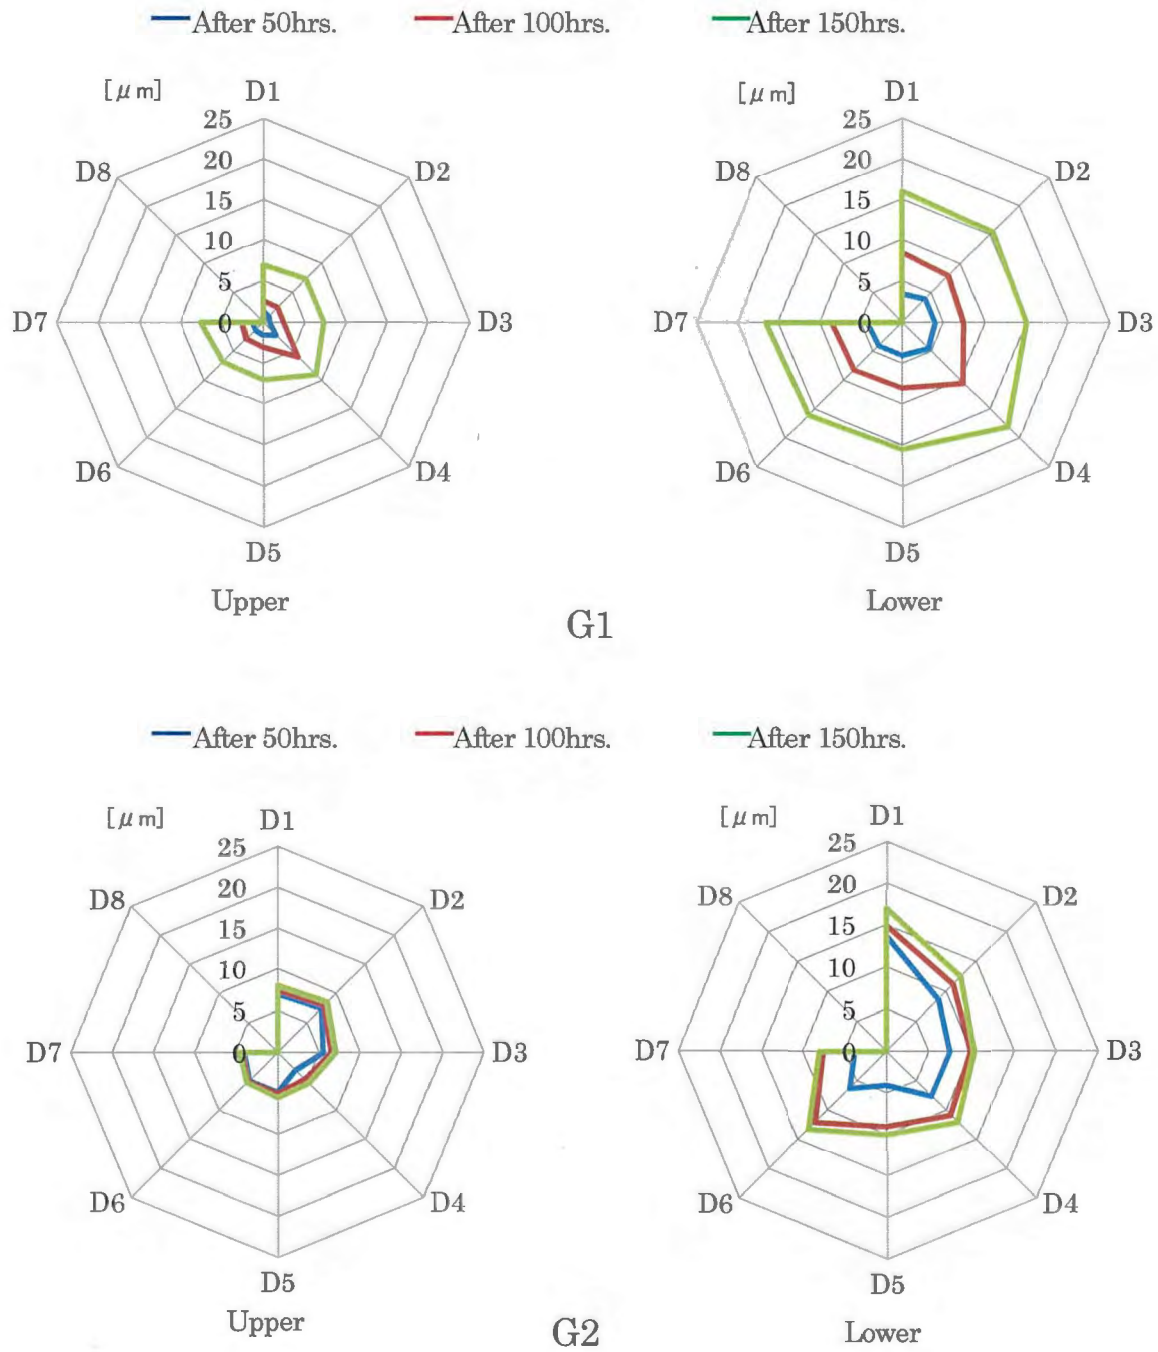 After 50hrs. After 100hrs. After 150hrs.
[μm] D1 [μm] D1
25 25
D8 20 D2 D8 20 D2
15 15
10 10
5 5
D7 0 D3 D7 0 D3
D6 D4 D6 D4
D5 D5
Upper Lower
G1
After 50hrs. After 100hrs. After 150hrs.
[μm] D1 [μm] D1
25 25
D8 20 D2 D8 20 D2
15 15
10 10
5 5
D7 0 D3 D7 0 D3
D6 D4 D6 D4
D5 D5
Upper Lower
G2